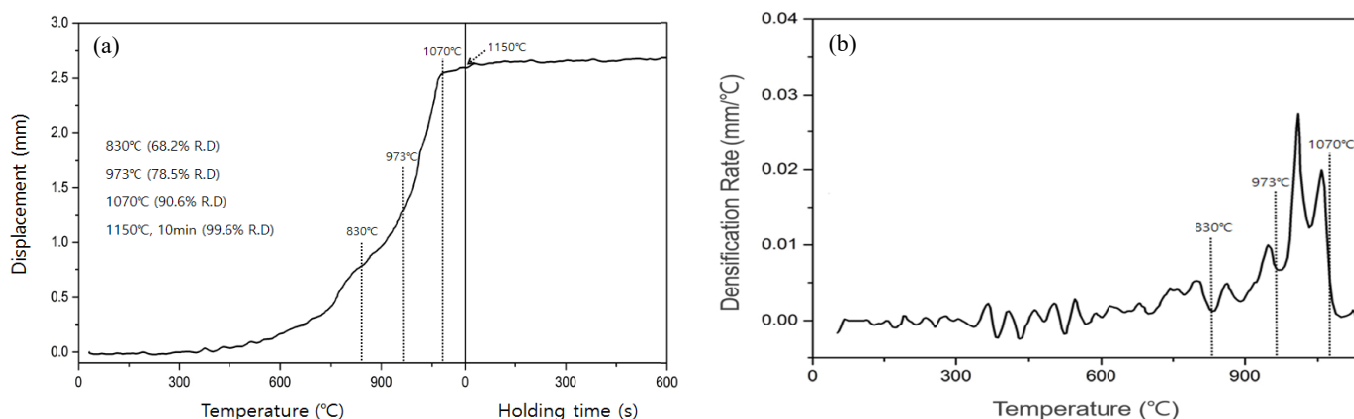 (a)
3.0
2.5
2.0
1.5
1.0
0.5
0.0
Displacement (mm)
830℃ (68.2% R.D)
973℃ (78.5% R.D)
1070℃ (90.6% R.D)
1150℃, 10min (99.6% R.D)
830℃
973℃
1070℃
1150℃
300
600
900
0
300
600
Temperature (℃)
Holding time (s)
(b)
0.04
0.03
0.02
0.01
0.00
Densification Rate (mm/℃)
830℃
973℃
1070℃
0
300
600
900
Temperature (℃)